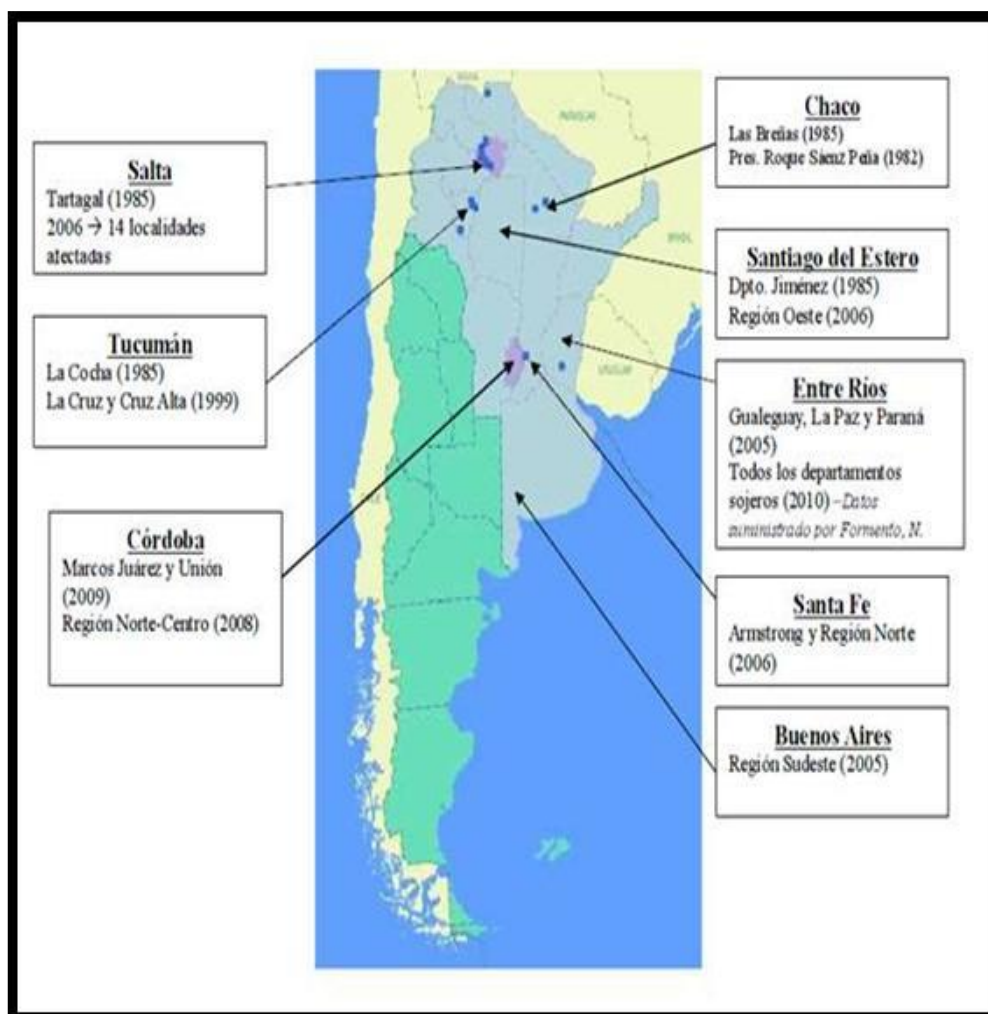 Salta
Tartagal (1985)
2006 → 14 localidades
afectadas
Tucumán
La Cocha (1985)
La Cruz y Cruz Alta (1999)
Córdoba
Marcos Juárez y Unión
(2009)
Región Norte-Centro (2008)
Chaco
Las Breñas (1985)
Pres. Roque Sáenz Peña (1982)
Santiago del Estero
Dpto. Jiménez (1985)
Región Oeste (2006)
Entre Ríos
Gualeguay, La Paz y Paraná
(2005)
Todos los departamentos
sojeros (2010) –Datos
suministrado por Formento, N.
Santa Fe
Armstrong y Región Norte
(2006)
Buenos Aires
Región Sudeste (2005)
PARAGUAY
BRASIL
URUGUAY